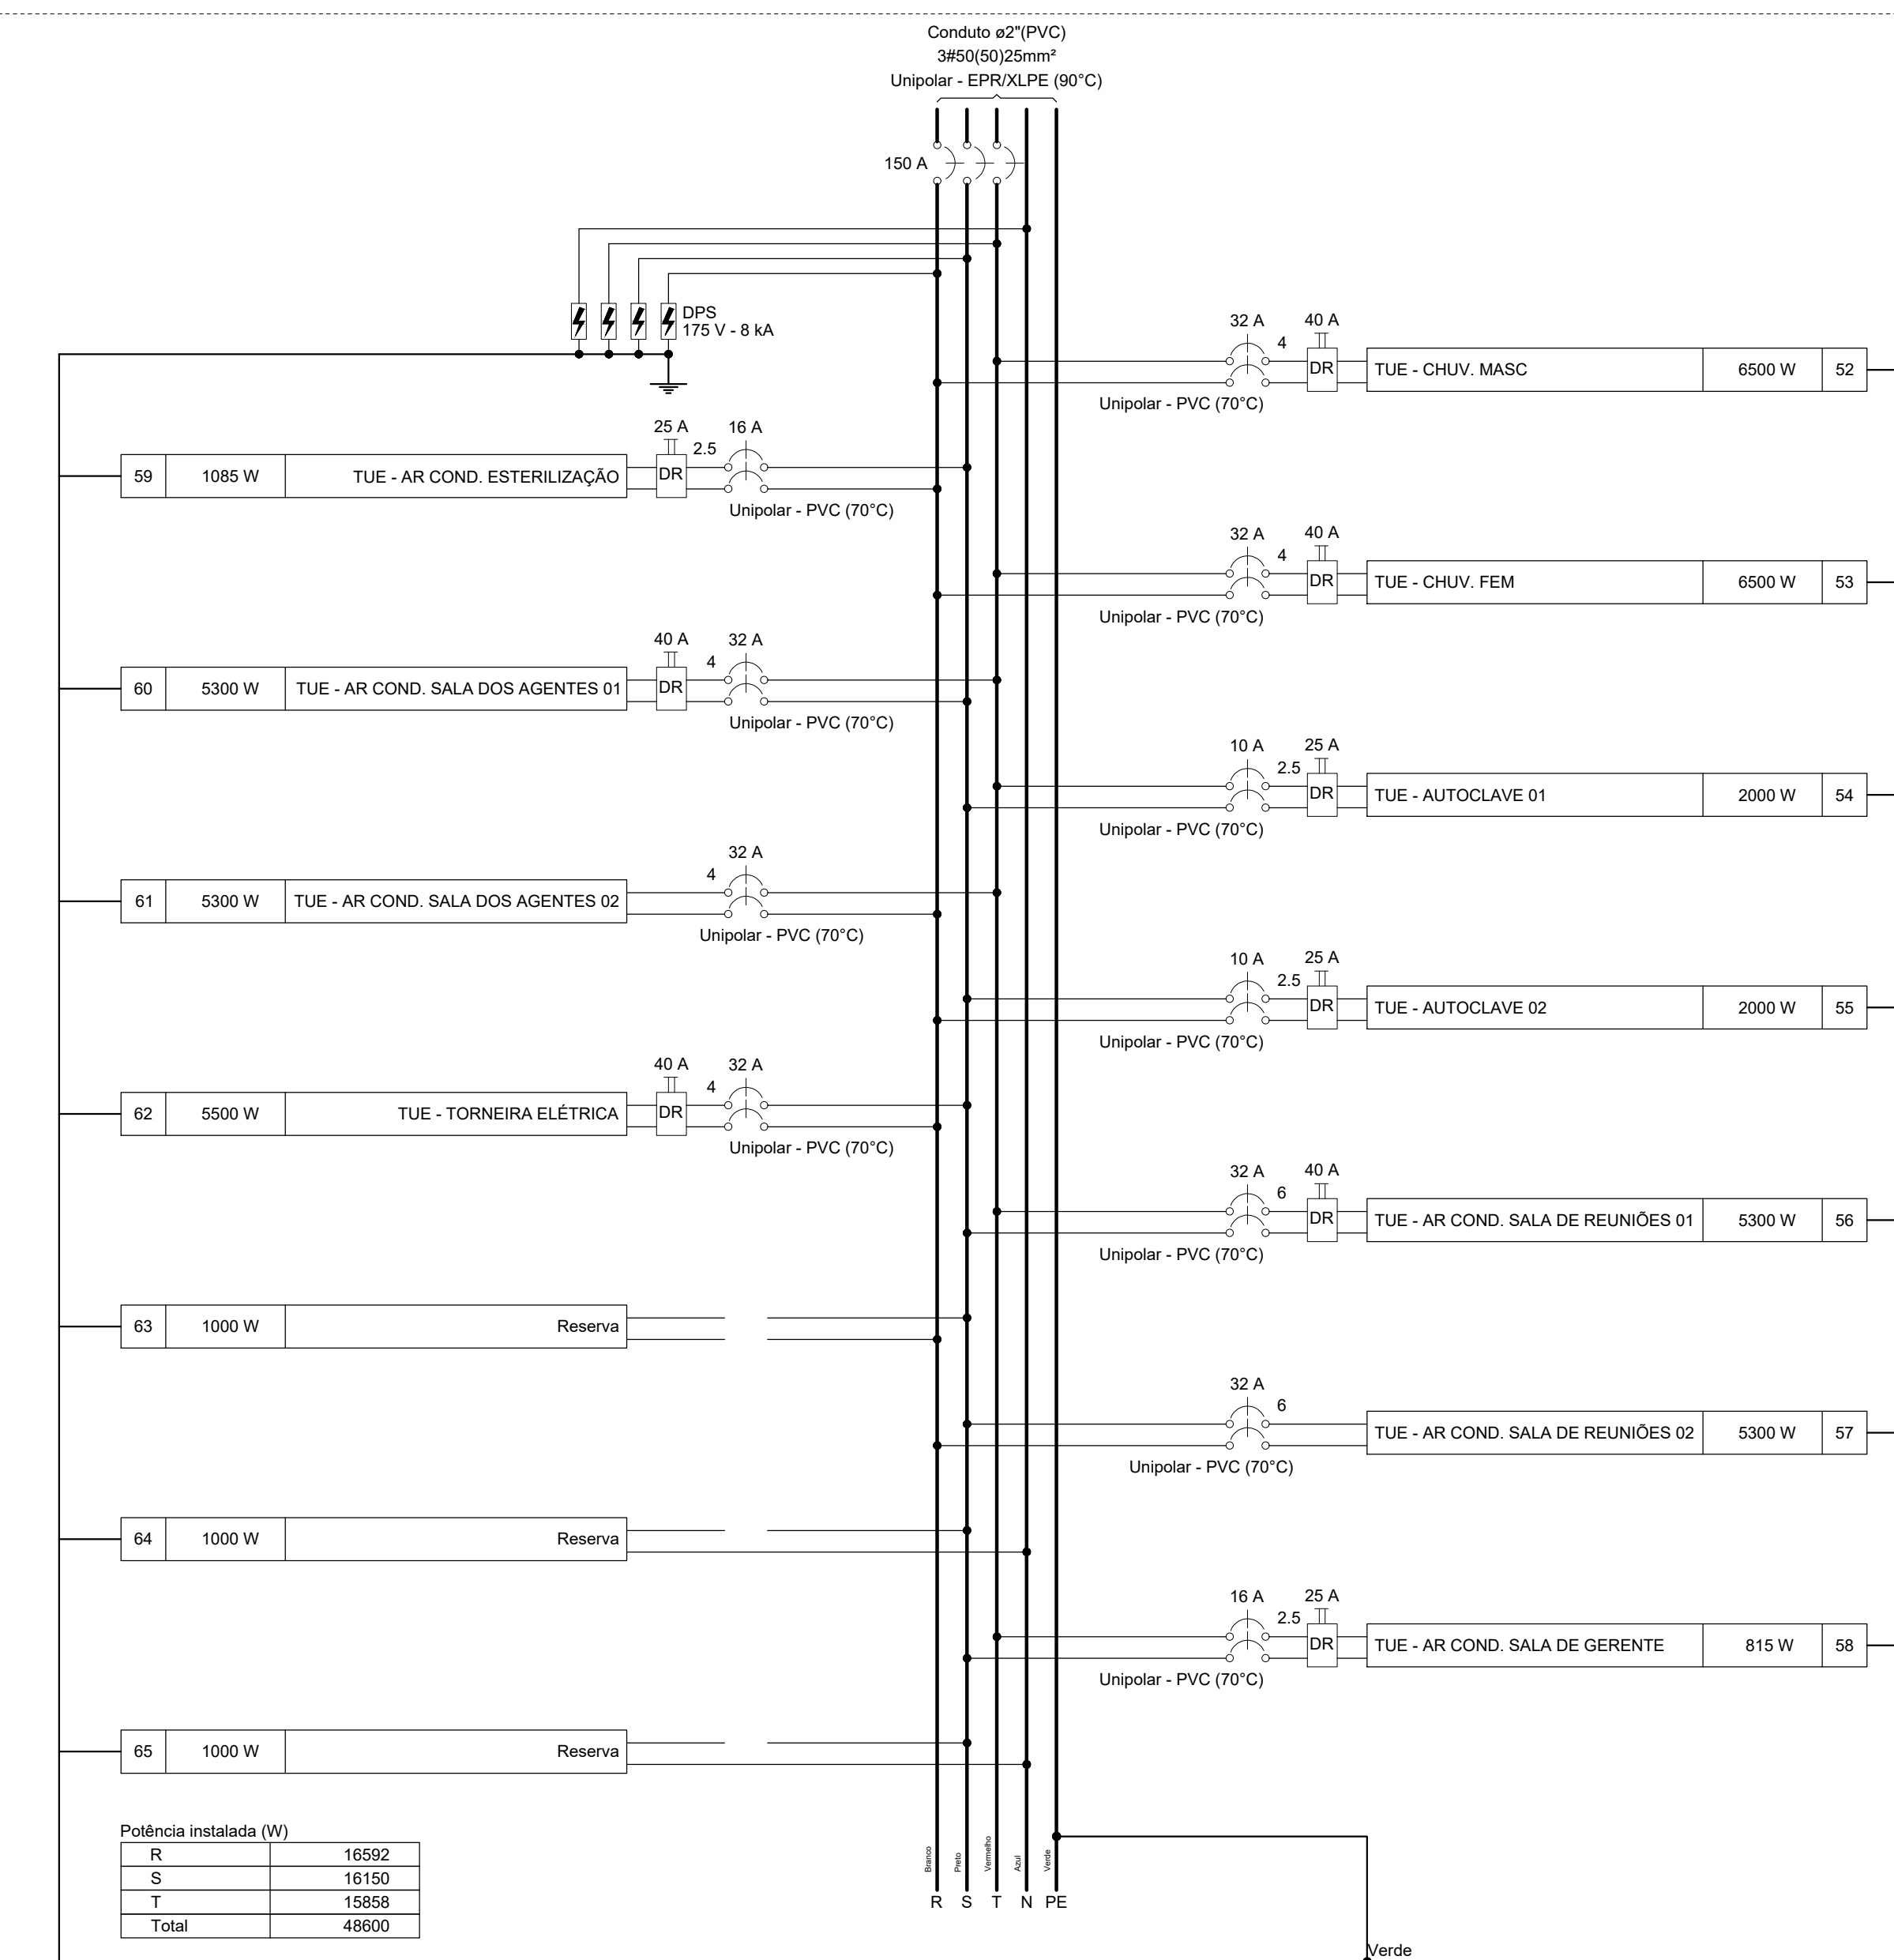 Conduto ø2"(PVC)
3#50(50)25mm²
Unipolar - EPR/XLPE (90°C)
150 A
DPS
175 V - 8 kA
32 A
40 A
4
DR
TUE - CHUV. MASC
6500 W
52
Unipolar - PVC (70°C)
25 A
16 A
2.5
59
1085 W
TUE - AR COND. ESTERILIZAÇÃO
DR
Unipolar - PVC (70°C)
32 A
40 A
4
DR
TUE - CHUV. FEM
6500 W
53
Unipolar - PVC (70°C)
40 A
32 A
4
60
5300 W
TUE - AR COND. SALA DOS AGENTES 01
DR
Unipolar - PVC (70°C)
10 A
25 A
2.5
DR
TUE - AUTOCLAVE 01
2000 W
54
Unipolar - PVC (70°C)
32 A
4
61
5300 W
TUE - AR COND. SALA DOS AGENTES 02
Unipolar - PVC (70°C)
10 A
25 A
2.5
DR
TUE - AUTOCLAVE 02
2000 W
55
Unipolar - PVC (70°C)
40 A
32 A
4
62
5500 W
TUE - TORNEIRA ELÉTRICA
DR
Unipolar - PVC (70°C)
32 A
40 A
6
DR
TUE - AR COND. SALA DE REUNIÕES 01
5300 W
56
Unipolar - PVC (70°C)
63
1000 W
Reserva
32 A
6
TUE - AR COND. SALA DE REUNIÕES 02
5300 W
57
Unipolar - PVC (70°C)
64
1000 W
Reserva
16 A
25 A
2.5
DR
TUE - AR COND. SALA DE GERENTE
815 W
58
Unipolar - PVC (70°C)
65
1000 W
Reserva
Potência instalada (W)
R 16592
S 16150
T 15858
Total 48600
Branco
Preto
Vermelho
Azul
Verde
R S T N PE
Verde